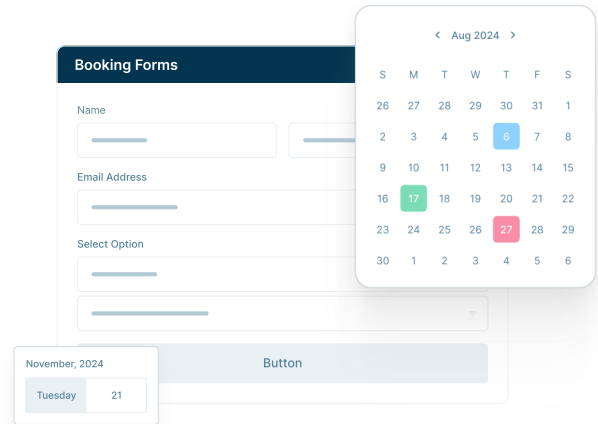 Booking Forms
Name
Email Address
Select Option
Button
< Aug 2024 >
S M T W T F S
26 27 28 29 30 31 1
2 3 4 5 6 7 8
9 10 11 12 13 14 15
16 17 18 19 20 21 22
23 24 25 26 27 28 29
30 1 2 3 4 5 6
November, 2024
Tuesday 21